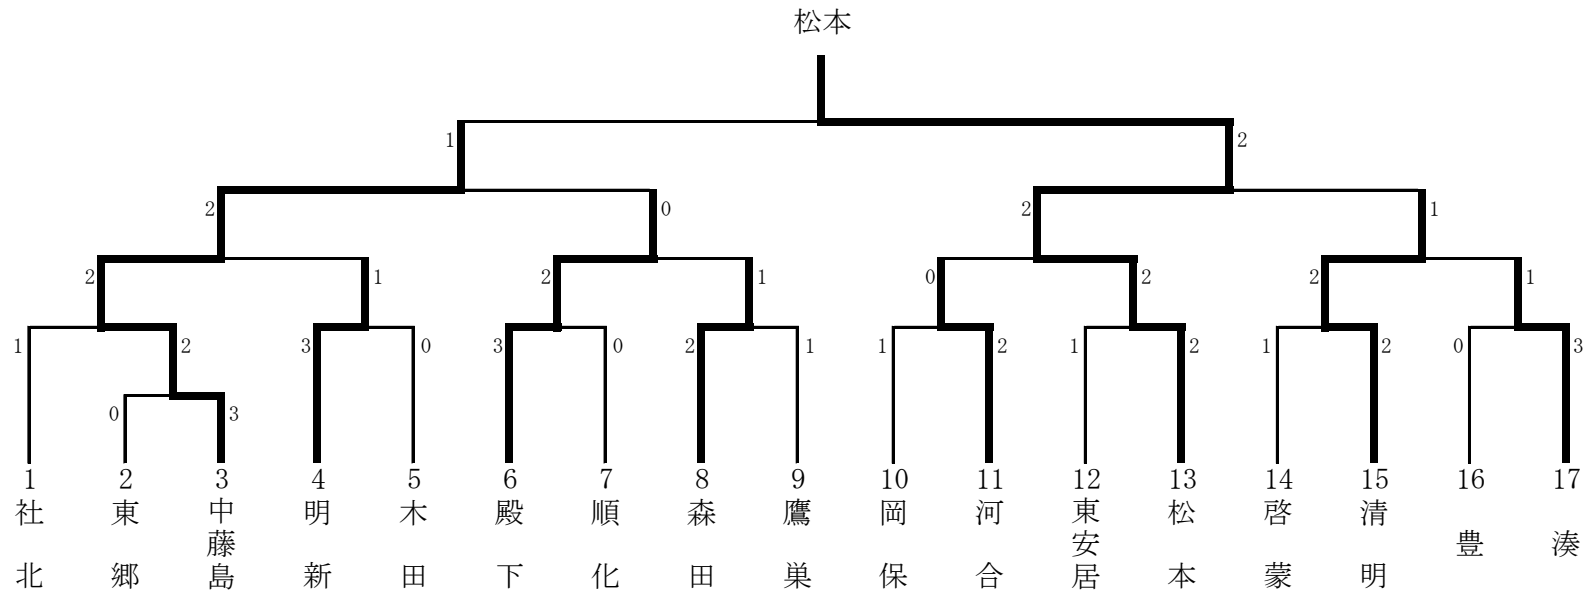 松本
1 2
2 0 2 1
2 1 2 1 0 2 2 1
1 2 3 0 3 0 2 1 1 2 1 2 1 2 0 3
0 3
1 2 3 4 5 6 7 8 9 10 11 12 13 14 15 16 17
社北
東郷
中藤島
明新
木田
殿下
順化
森田
鷹巣
岡保
河合
東安居
松本
啓蒙
清明
豊
湊